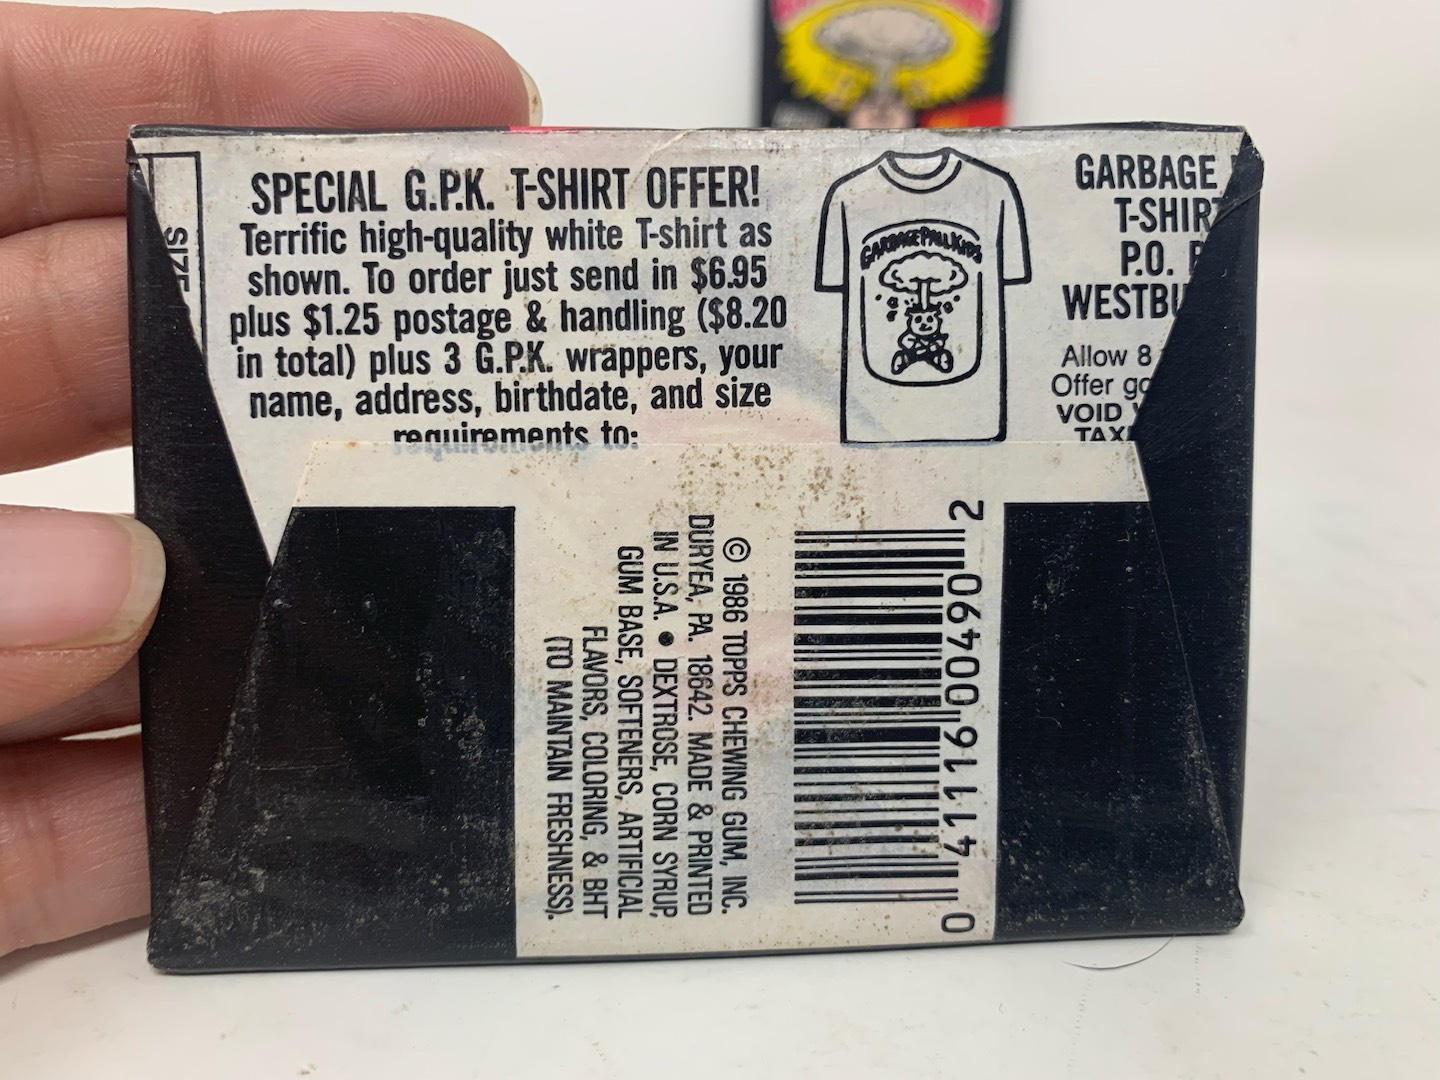 SIZE
SPECIAL G.P.K. T-SHIRT OFFER!
Terrific high-quality white T-shirt as
shown. To order just send in $6.95
plus $1.25 postage & handling ($8.20
in total) plus 3 G.P.K. wrappers, your
name, address, birthdate, and size
requirements to:
GARBAGE PAIL KIDS
GARBAGE
T-SHIRT
P.O.
WESTBU
Allow 8
Offer go
VOID
TAX
© 1986 TOPPS CHEWING GUM, INC.
DURYEA, PA. 18642. MADE & PRINTED
IN U.S.A. • DEXTROSE, CORN SYRUP,
GUM BASE, SOFTENERS, ARTIFICIAL
FLAVORS, COLORING, & BHT
(TO MAINTAIN FRESHNESS).
0 41116 00490 2